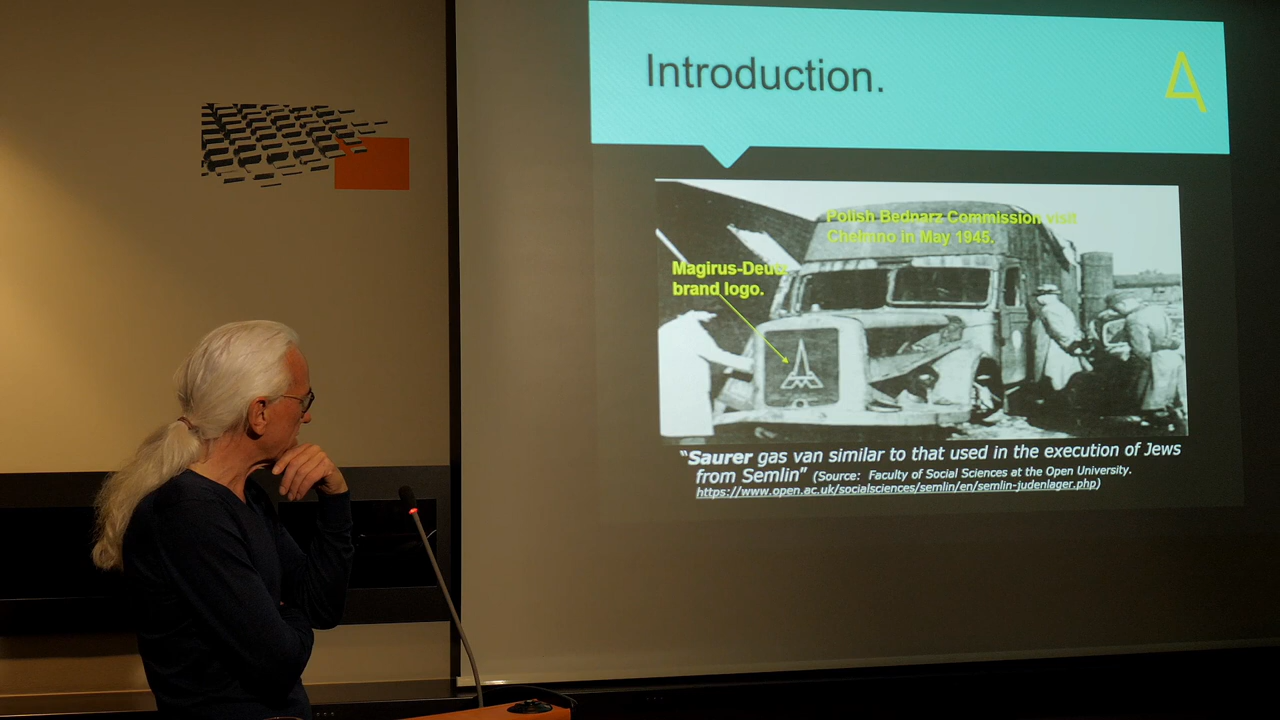 Introduction.
Polish Bednarz Commission visit
Chelmno in May 1945.
Magirus-Deutz
brand logo.
“Saurer gas van similar to that used in the execution of Jews
from Semlin” (Source: Faculty of Social Sciences at the Open University.
https://www.open.ac.uk/socialsciences/semlin/en/semlin-judenlager.php)